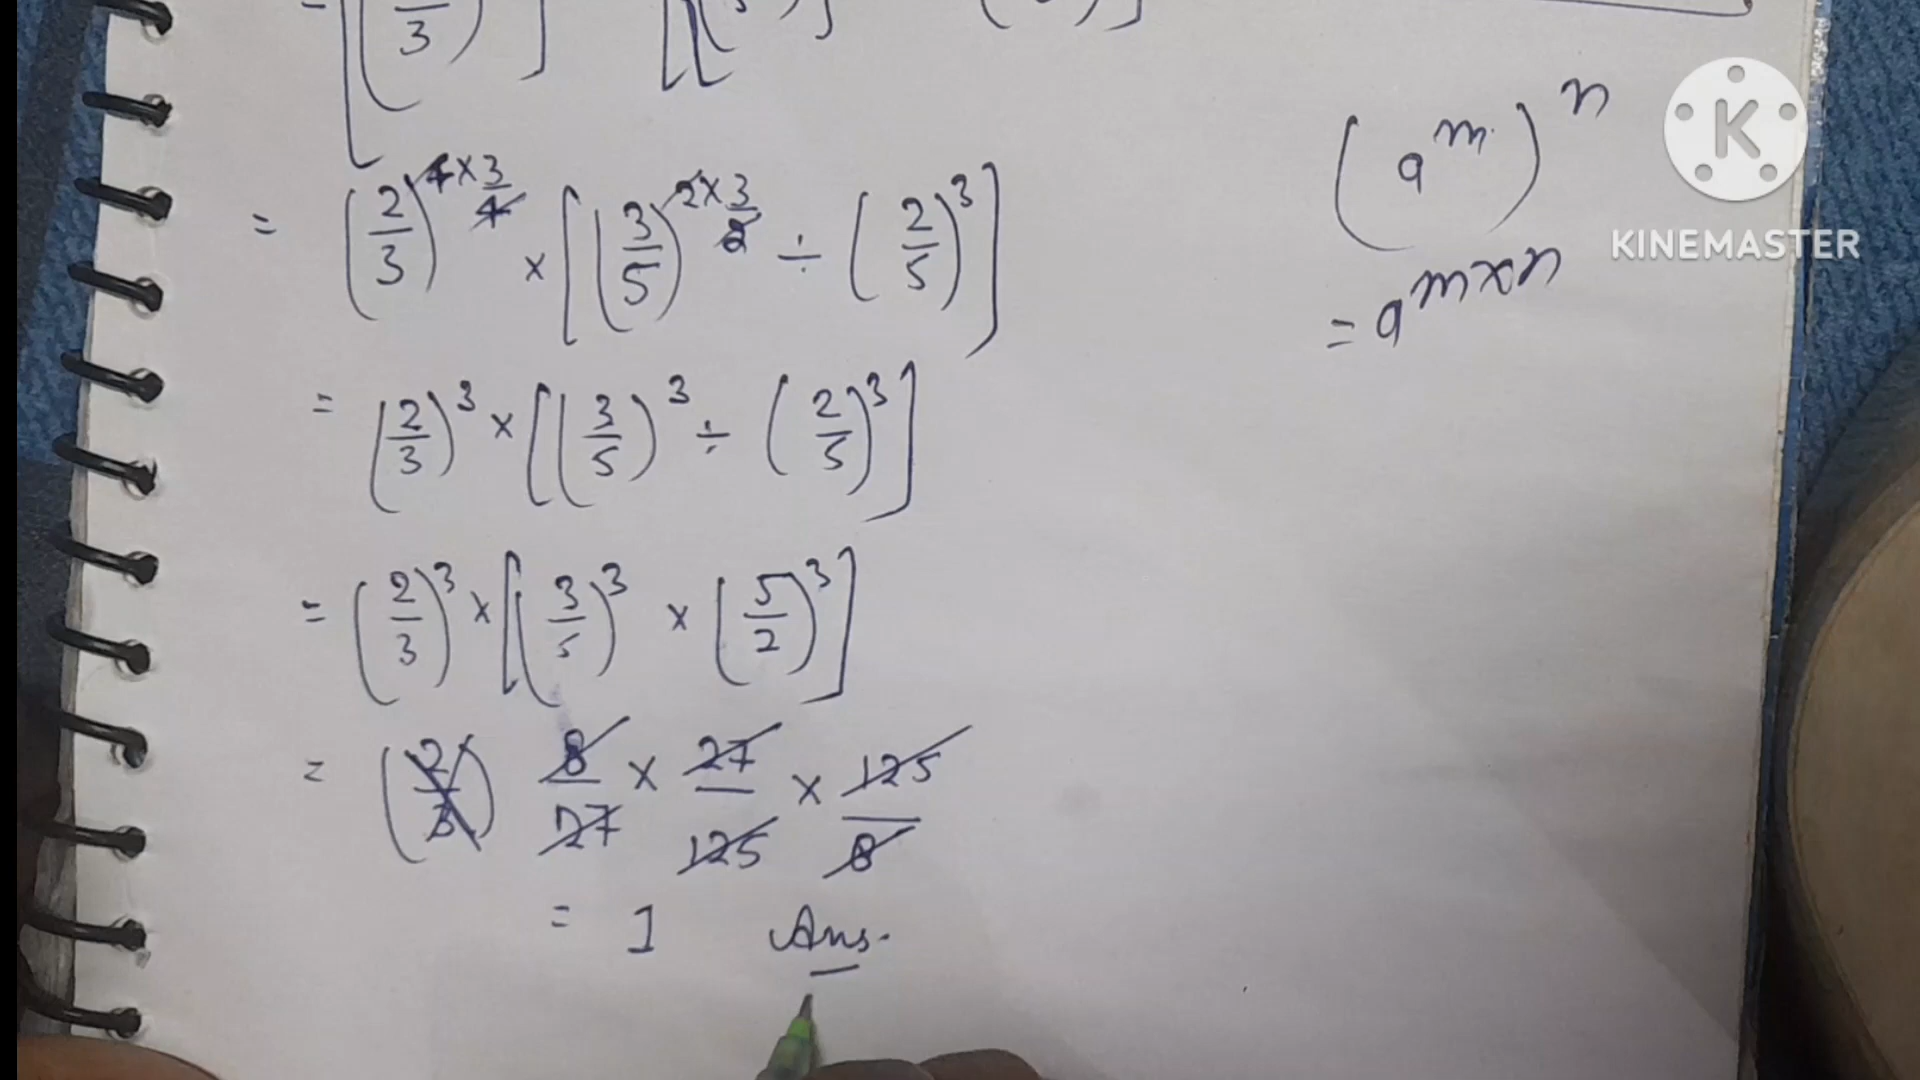 = [(2/3)^(4×3/4) × [(3/5)^(2×3/2) ÷ (2/5)^3]
= (2/3)^3 × [(3/5)^3 ÷ (2/5)^3]
= (2/3)^3 × [(3/5)^3 × (5/2)^3]
= (2/3) 8/27 × 27/125 × 125/8
= 1 Ans.
(a^m)^n
= a^m×n
K
KINEMASTER